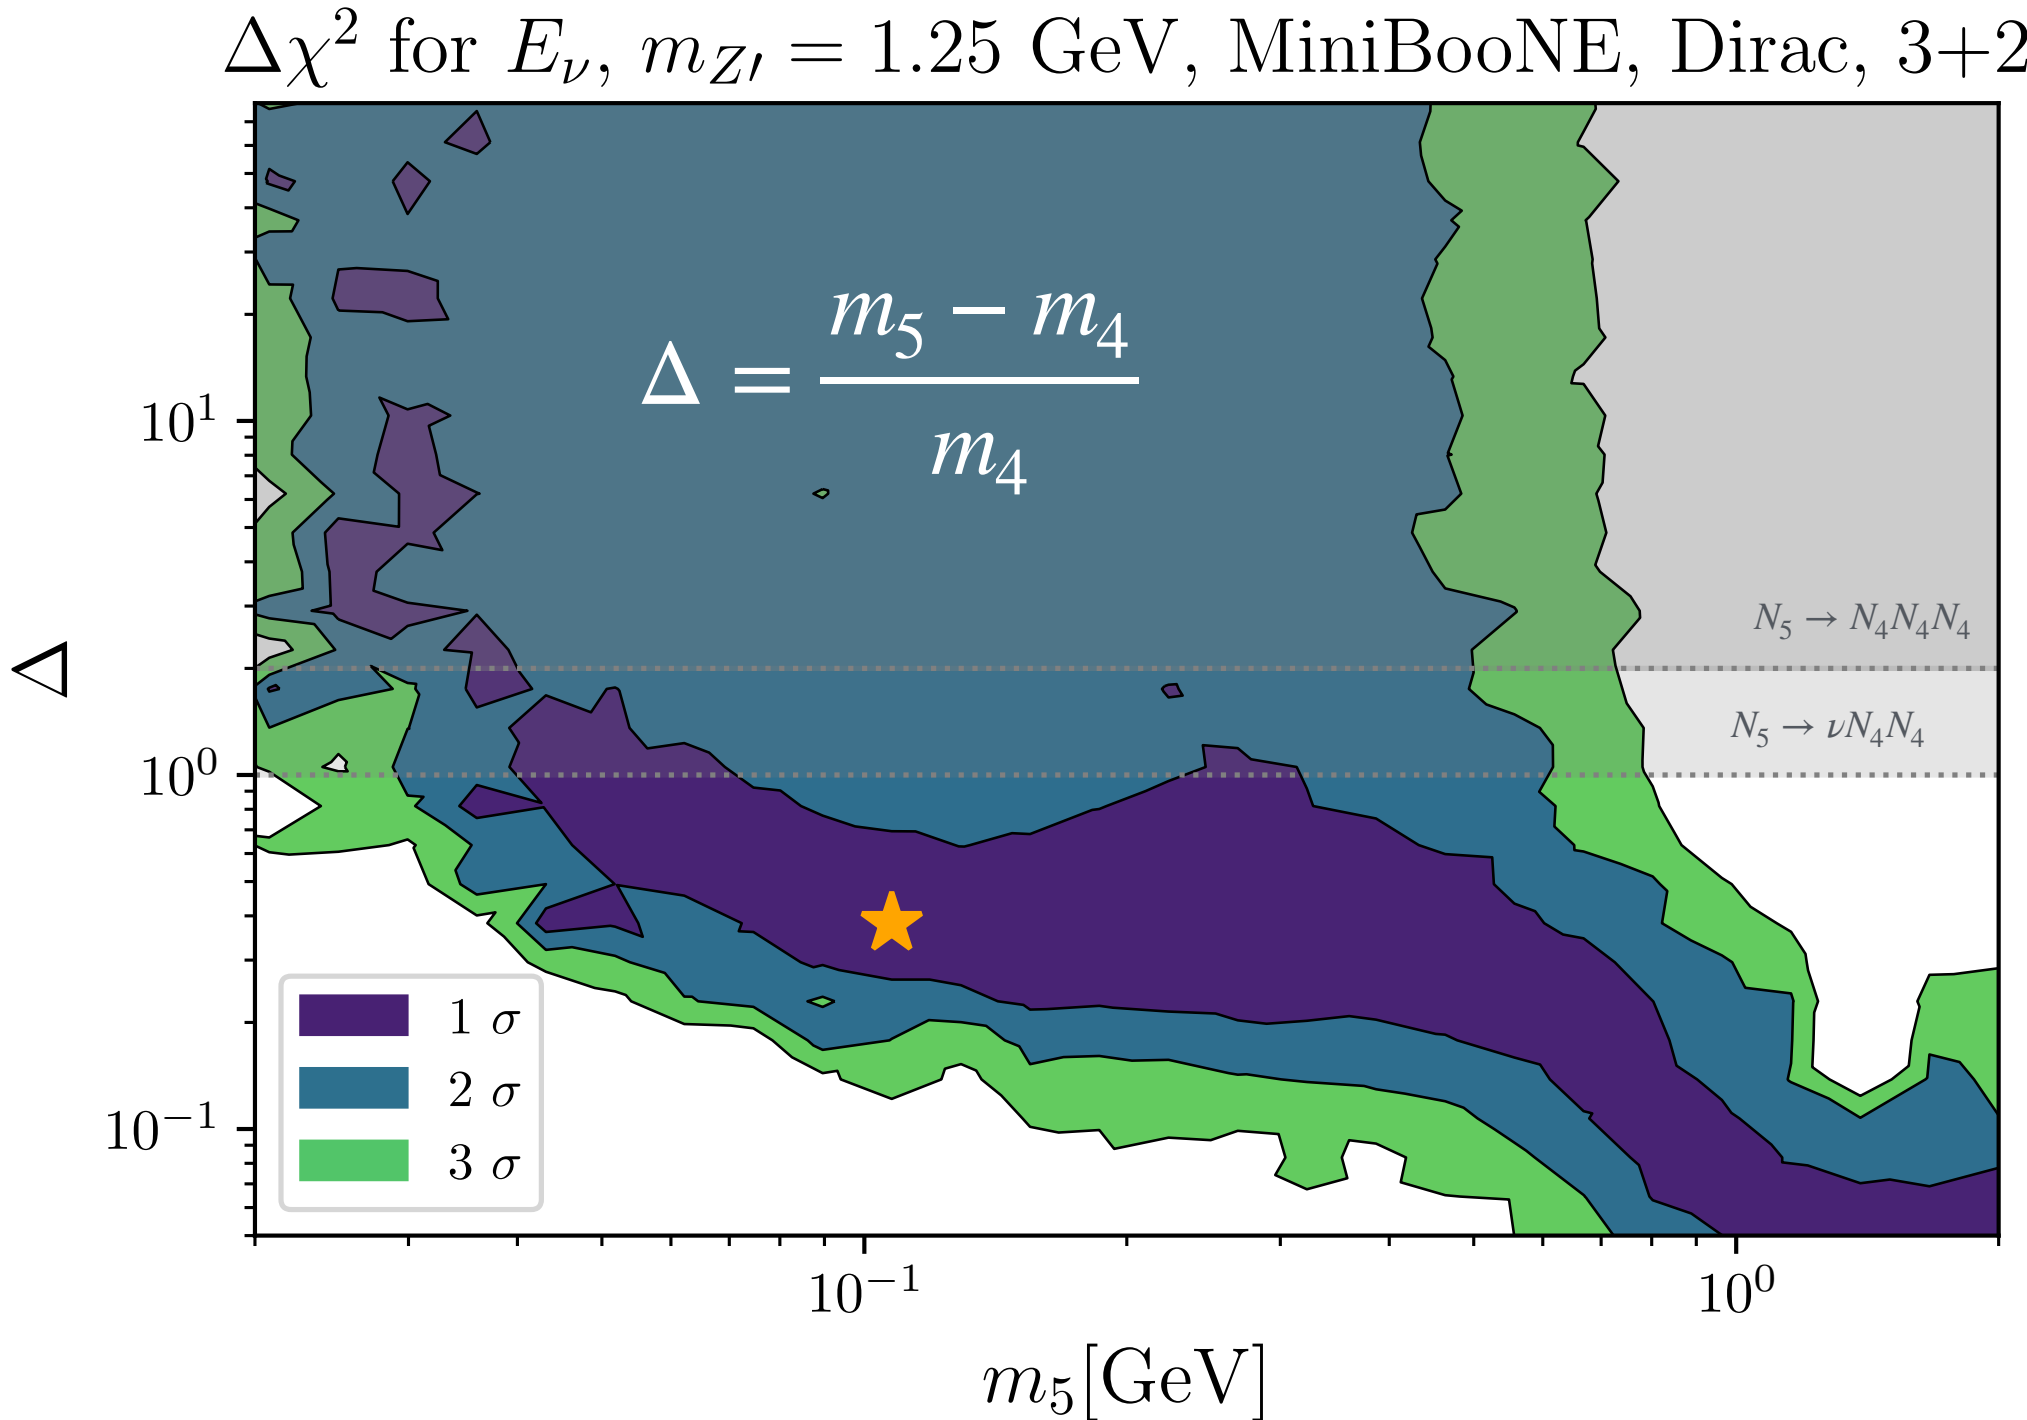 Δχ² for E_ν, m_Z′ = 1.25 GeV, MiniBooNE, Dirac, 3+2
Δ = (m₅ − m₄) / m₄
10¹
N₅ → N₄N₄N₄
Δ
N₅ → νN₄N₄
10⁰
1 σ
2 σ
3 σ
10⁻¹
10⁻¹ 10⁰
m₅[GeV]